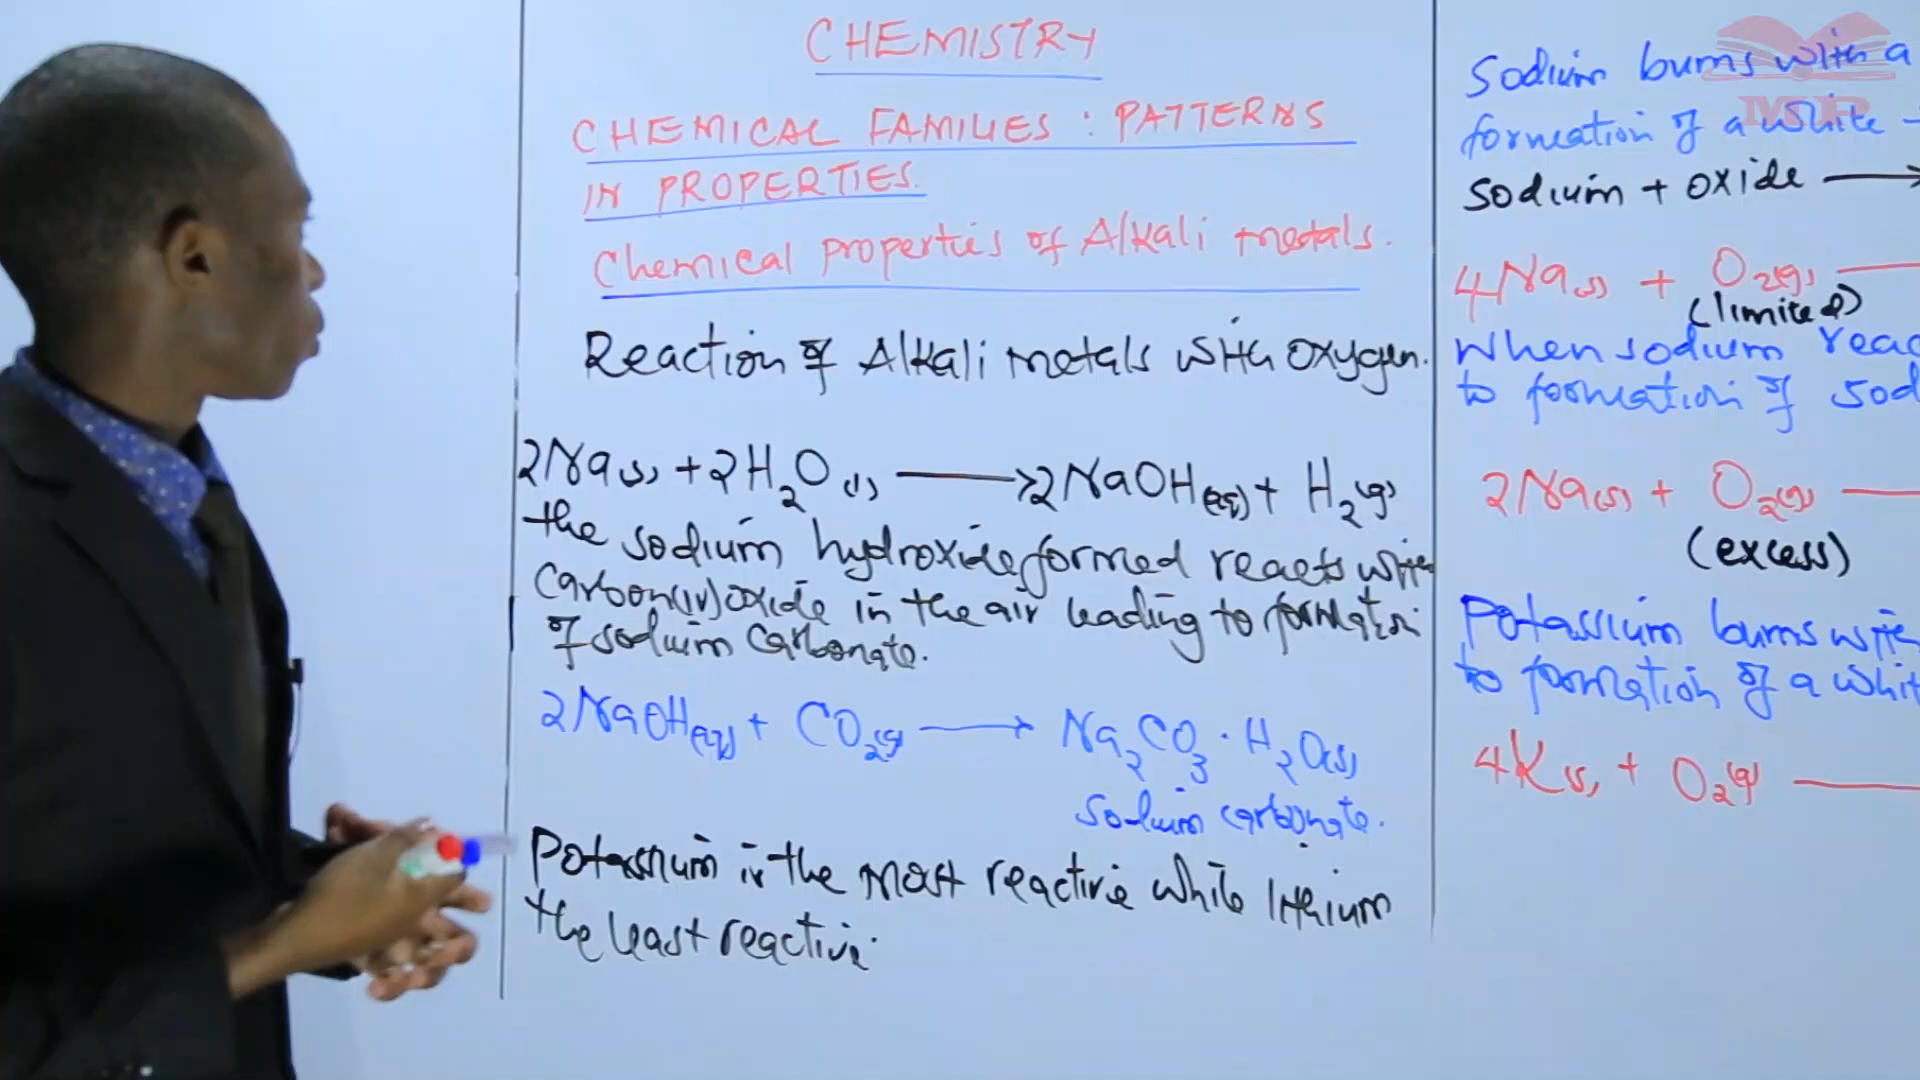 CHEMISTRY
CHEMICAL FAMILIES : PATTERNS
IN PROPERTIES.
Chemical properties of Alkali metals.
Reaction of Alkali metals with oxygen.
2Na(s) + 2H₂O(l) ⟶ 2NaOH(aq) + H₂(g)
the sodium hydroxide formed reacts with
Carbon(iv)oxide in the air leading to formation
of sodium carbonate.
2NaOH(aq) + CO₂(g) ⟶ Na₂CO₃·H₂O(s)
Sodium carbonate.
Potassium is the most reactive while lithium
the least reactive.
Sodium burns with a
formation of a white
Sodium + oxide ⟶
4Na(s) + O₂(g)
(limited)
When sodium reac
to formation of sod
2Na(s) + O₂(g)
(excess)
Potassium burns with
to formation of a whit
4K(s) + O₂(g)
MP